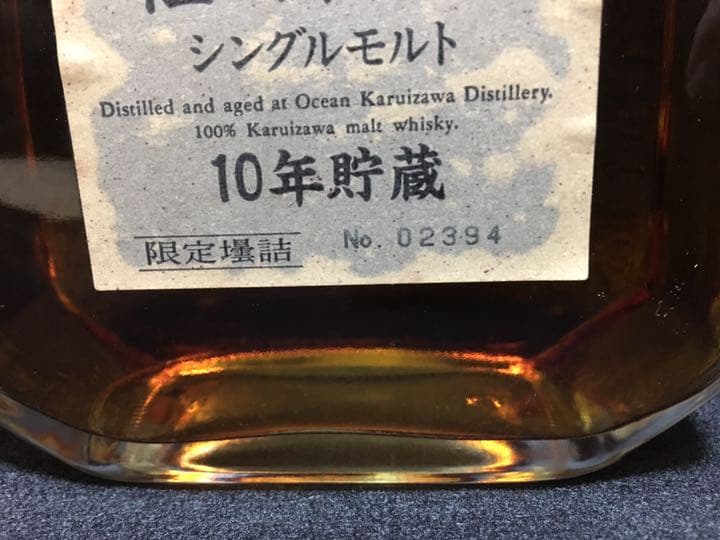 シングルモルト
Distilled and aged at Ocean Karuizawa Distillery.
100% Karuizawa malt whisky.
10年貯蔵
限定壜詰 No. 02394